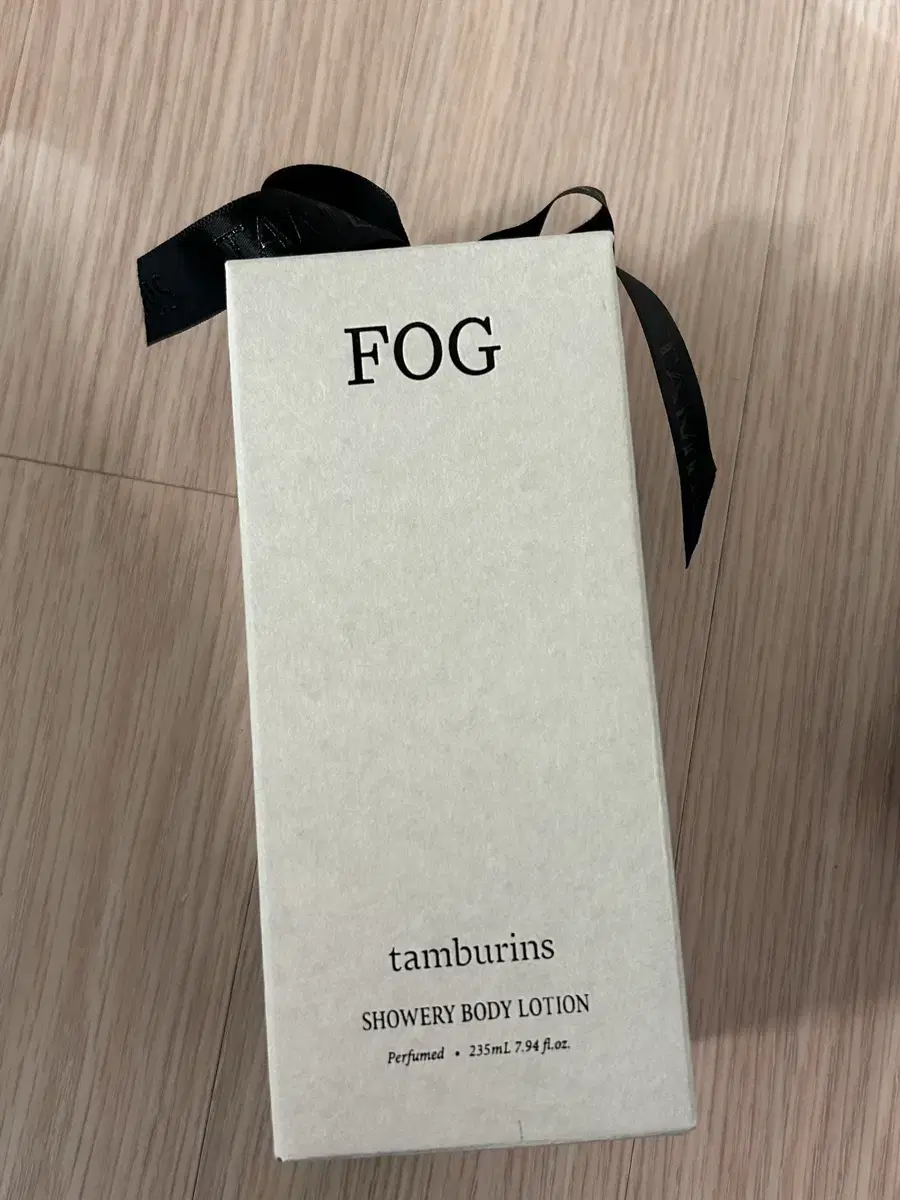 FOG
tamburins
SHOWERY BODY LOTION
Perfumed • 235mL 7.94 fl.oz.